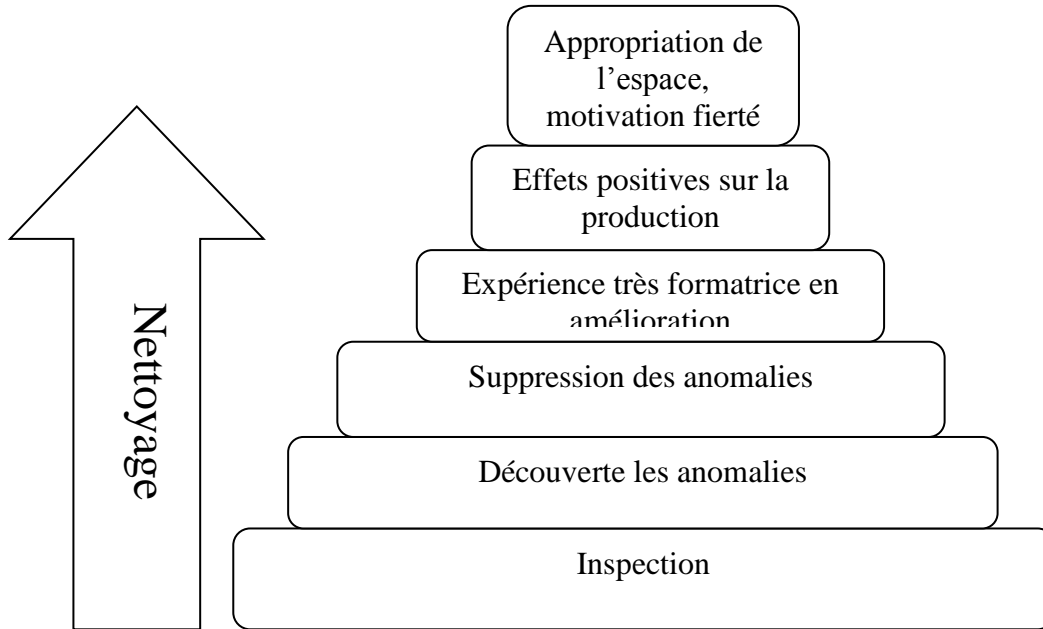 Appropriation de
l’espace,
motivation fierté
Effets positives sur la
production
Expérience très formatrice en
amélioration
Suppression des anomalies
Découverte les anomalies
Inspection
Nettoyage